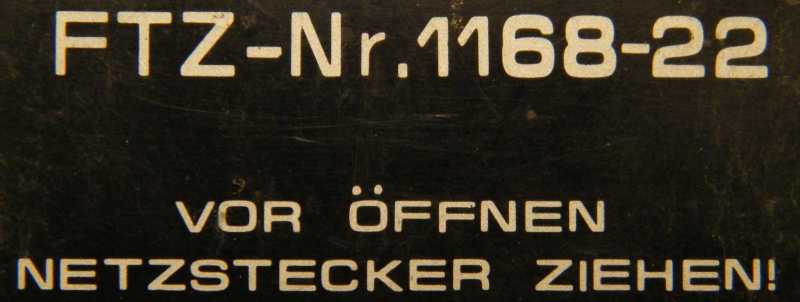 FTZ-Nr.1168-22
VOR ÖFFNEN
NETZSTECKER ZIEHEN!